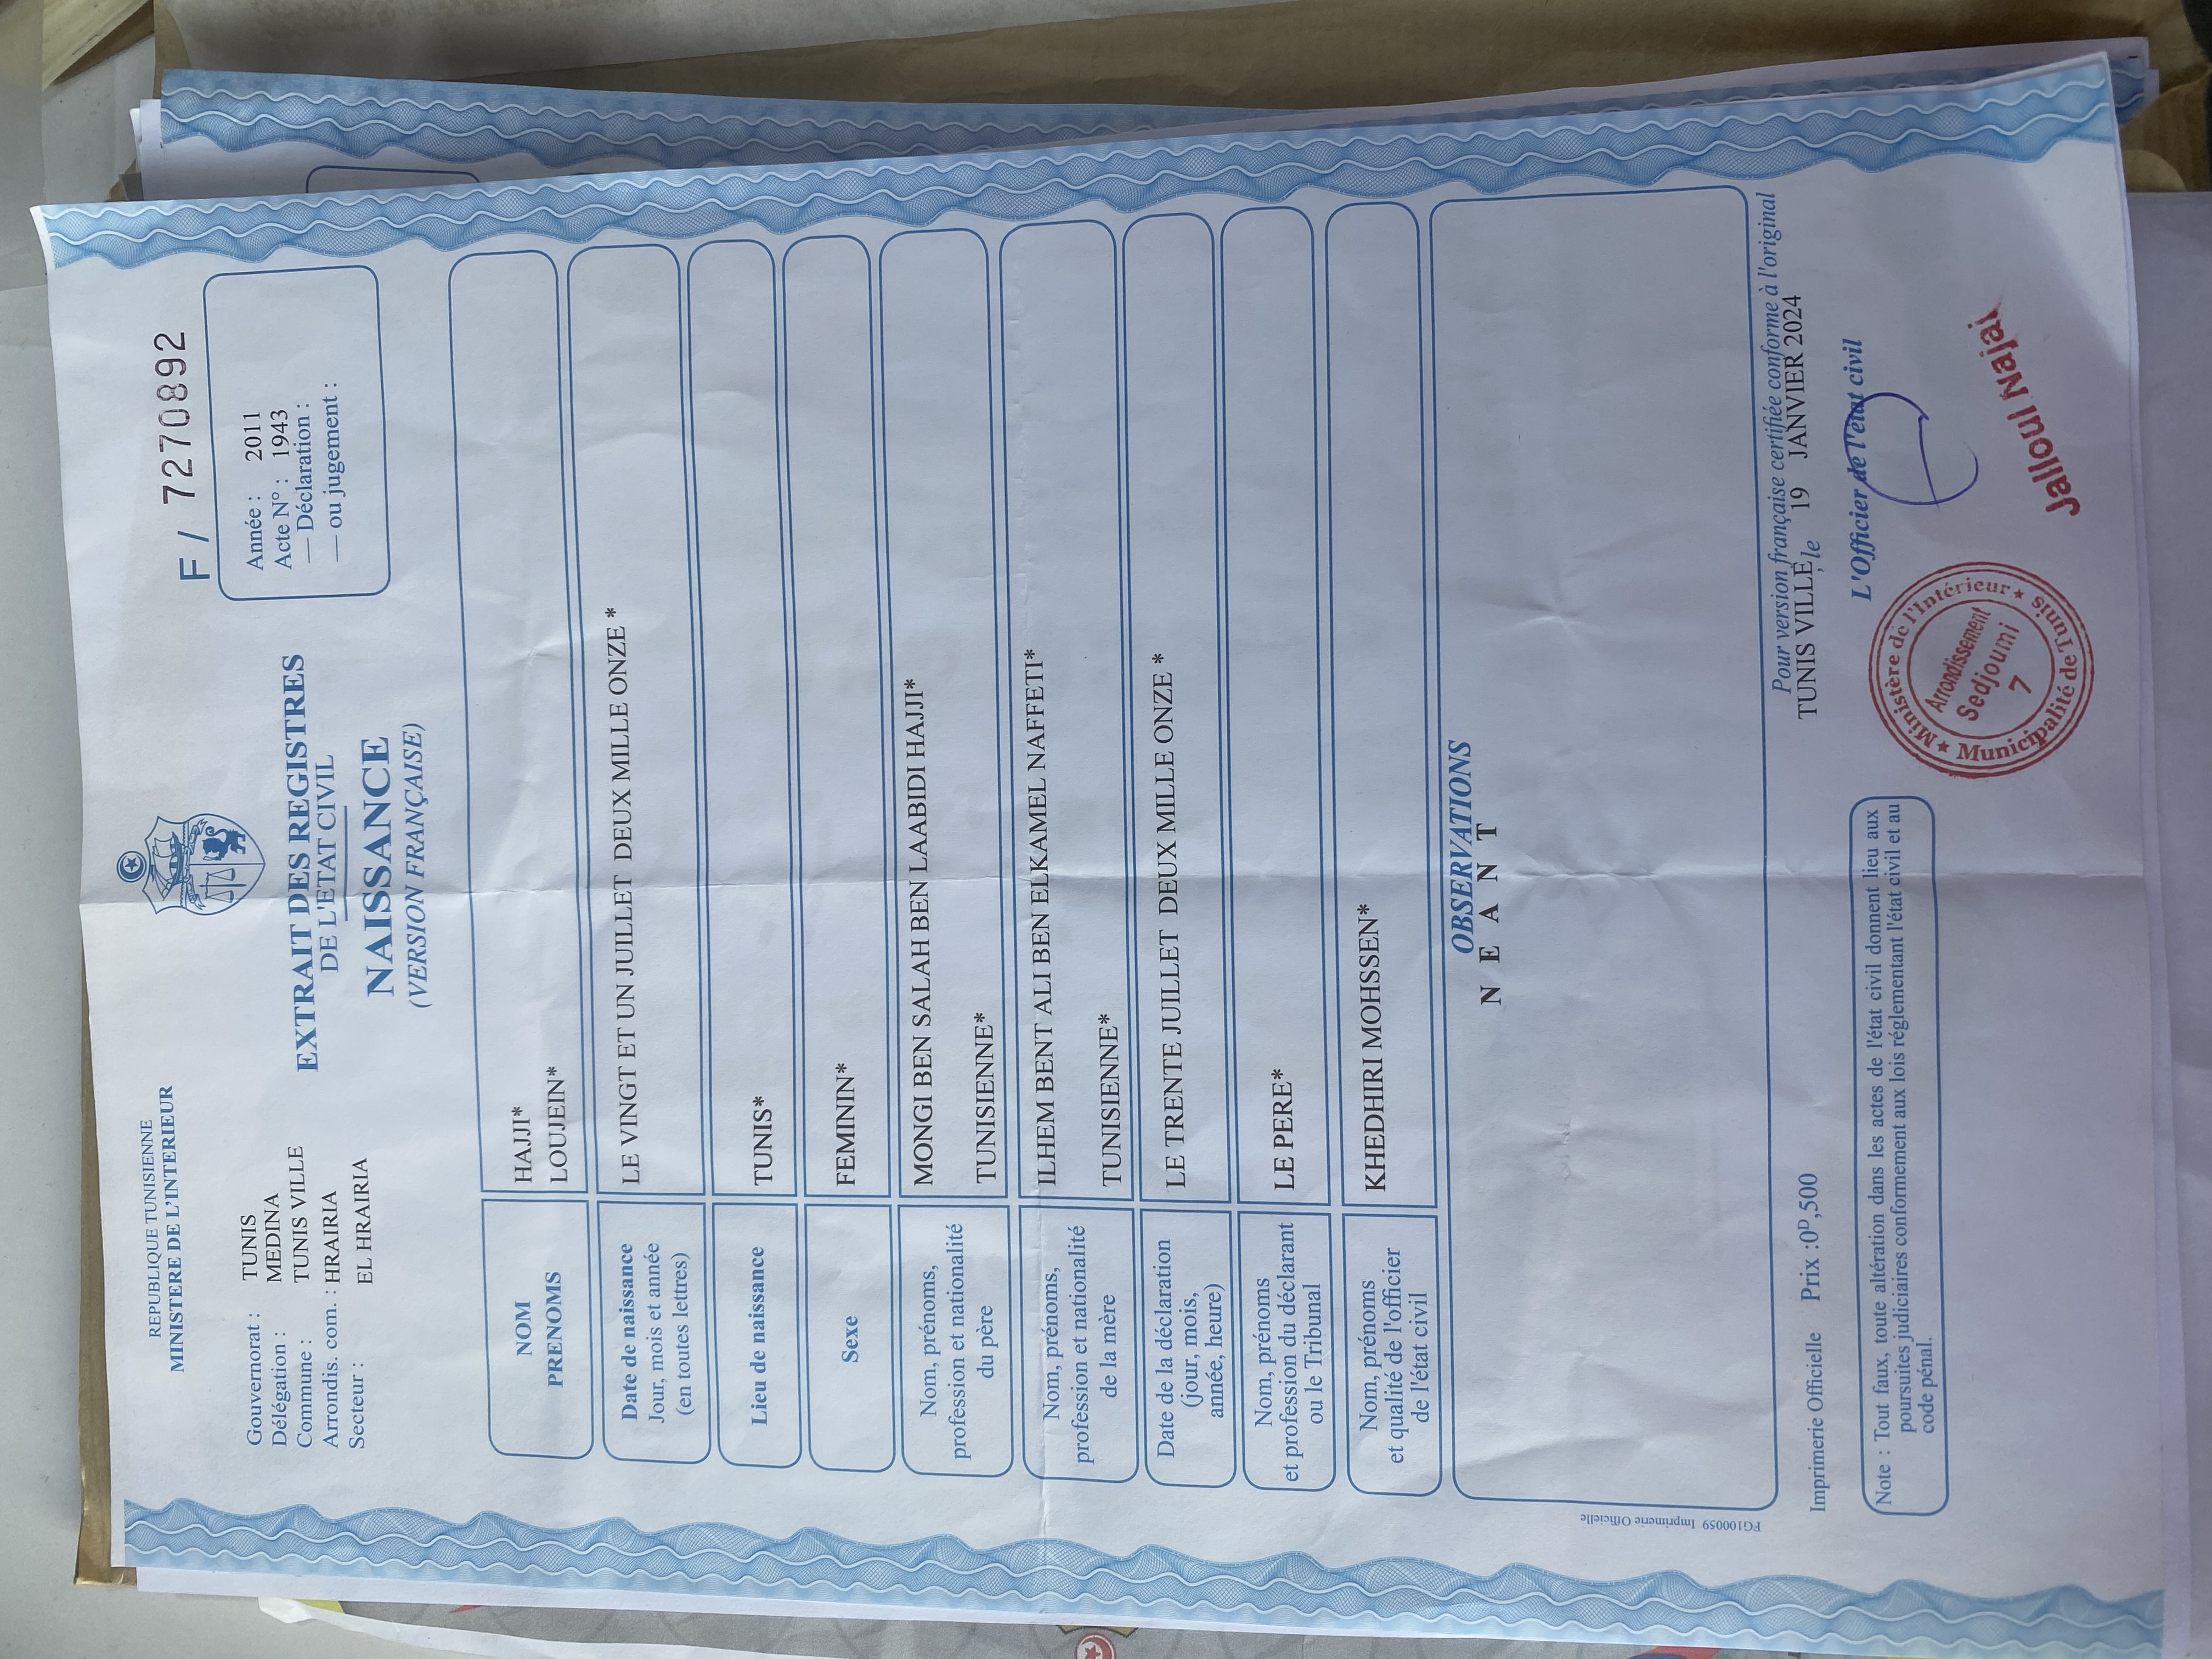 REPUBLIQUE TUNISIENNE
MINISTERE DE L'INTERIEUR
F / 7270892
Gouvernorat : TUNIS
Délégation : MEDINA
Commune : TUNIS VILLE
Arrondis. com. : HRAIRIA
Secteur : EL HRAIRIA
EXTRAIT DES REGISTRES
DE L'ETAT CIVIL
NAISSANCE
(VERSION FRANÇAISE)
Année : 2011
Acte N° : 1943
— Déclaration :
— ou jugement :
NOM
PRENOMS
HAJJI*
LOUJEIN*
Date de naissance
Jour, mois et année
(en toutes lettres)
LE VINGT ET UN JUILLET DEUX MILLE ONZE *
Lieu de naissance
TUNIS*
Sexe
FEMININ*
Nom, prénoms,
profession et nationalité
du père
MONGI BEN SALAH BEN LAABIDI HAJJI*
TUNISIENNE*
Nom, prénoms,
profession et nationalité
de la mère
ILHEM BENT ALI BEN ELKAMEL NAFFETI*
TUNISIENNE*
Date de la déclaration
(jour, mois,
année, heure)
LE TRENTE JUILLET DEUX MILLE ONZE *
Nom, prénoms
et profession du déclarant
ou le Tribunal
LE PERE*
Nom, prénoms
et qualité de l'officier
de l'état civil
KHEDHIRI MOHSSEN*
OBSERVATIONS
N E A N T
FG100059 Imprimerie Officielle
Pour version française certifiée conforme à l'original
TUNIS VILLE, le 19 JANVIER 2024
Imprimerie Officielle Prix :0D,500
L'Officier de l'état civil
Note : Tout faux, toute altération dans les actes de l'état civil donnent lieu aux
poursuites judiciaires conformement aux lois réglementant l'état civil et au
code pénal.
Ministère de l'Intérieur
Municipalité de Tunis
Arrondissement
Sedjoumi
7
Jalloul Najai